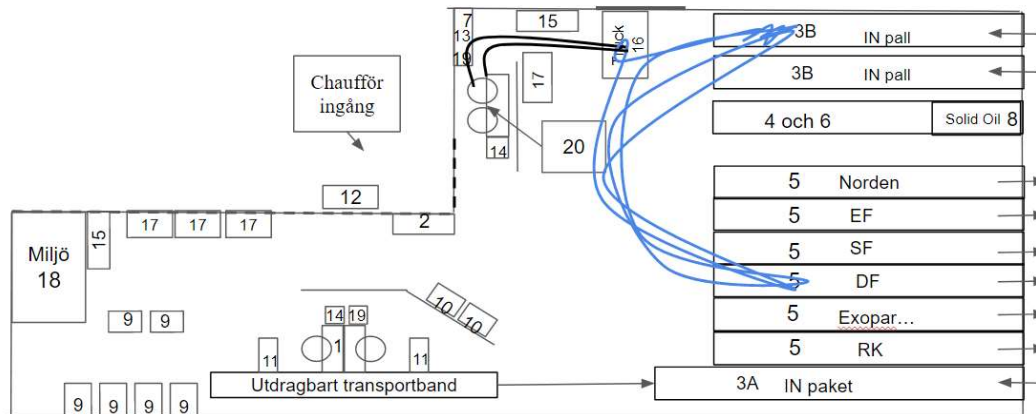 7
13
19
15
Truck
16
3B IN pall
3B IN pall
17
Chaufför
ingång
4 och 6 Solid Oil 8
20
14
12
5 Norden
2
5 EF
15
17 17 17
5 SF
Miljö
18
5 DF
10 10
9 9
14 19
5 Exopar…
1
11 11
5 RK
Utdragbart transportband
3A IN paket
9 9 9 9